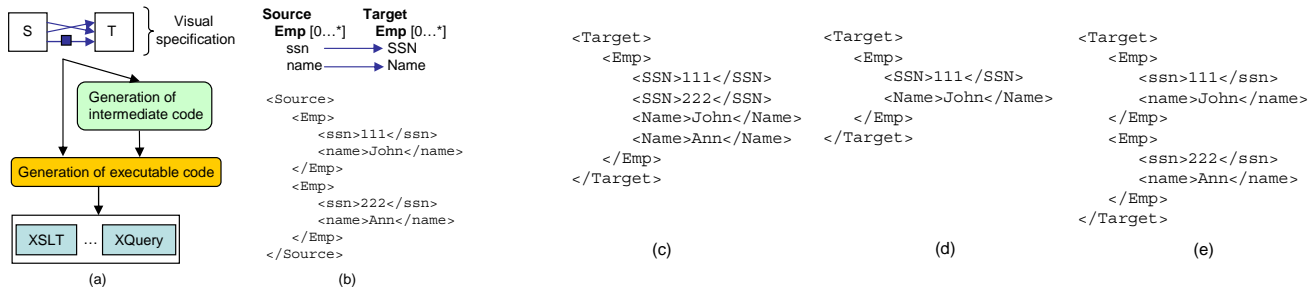 S
T
Visual
specification
Generation of
intermediate code
Generation of executable code
XSLT ... XQuery
(a)
Source Target
Emp [0...*] Emp [0...*]
ssn SSN
name Name
<Source>
<Emp>
<ssn>111</ssn>
<name>John</name>
</Emp>
<Emp>
<ssn>222</ssn>
<name>Ann</name>
</Emp>
</Source>
(b)
<Target>
<Emp>
<SSN>111</SSN>
<SSN>222</SSN>
<Name>John</Name>
<Name>Ann</Name>
</Emp>
</Target>
(c)
<Target>
<Emp>
<SSN>111</SSN>
<Name>John</Name>
</Emp>
</Target>
(d)
<Target>
<Emp>
<ssn>111</ssn>
<name>John</name>
</Emp>
<Emp>
<ssn>222</ssn>
<name>Ann</name>
</Emp>
</Target>
(e)